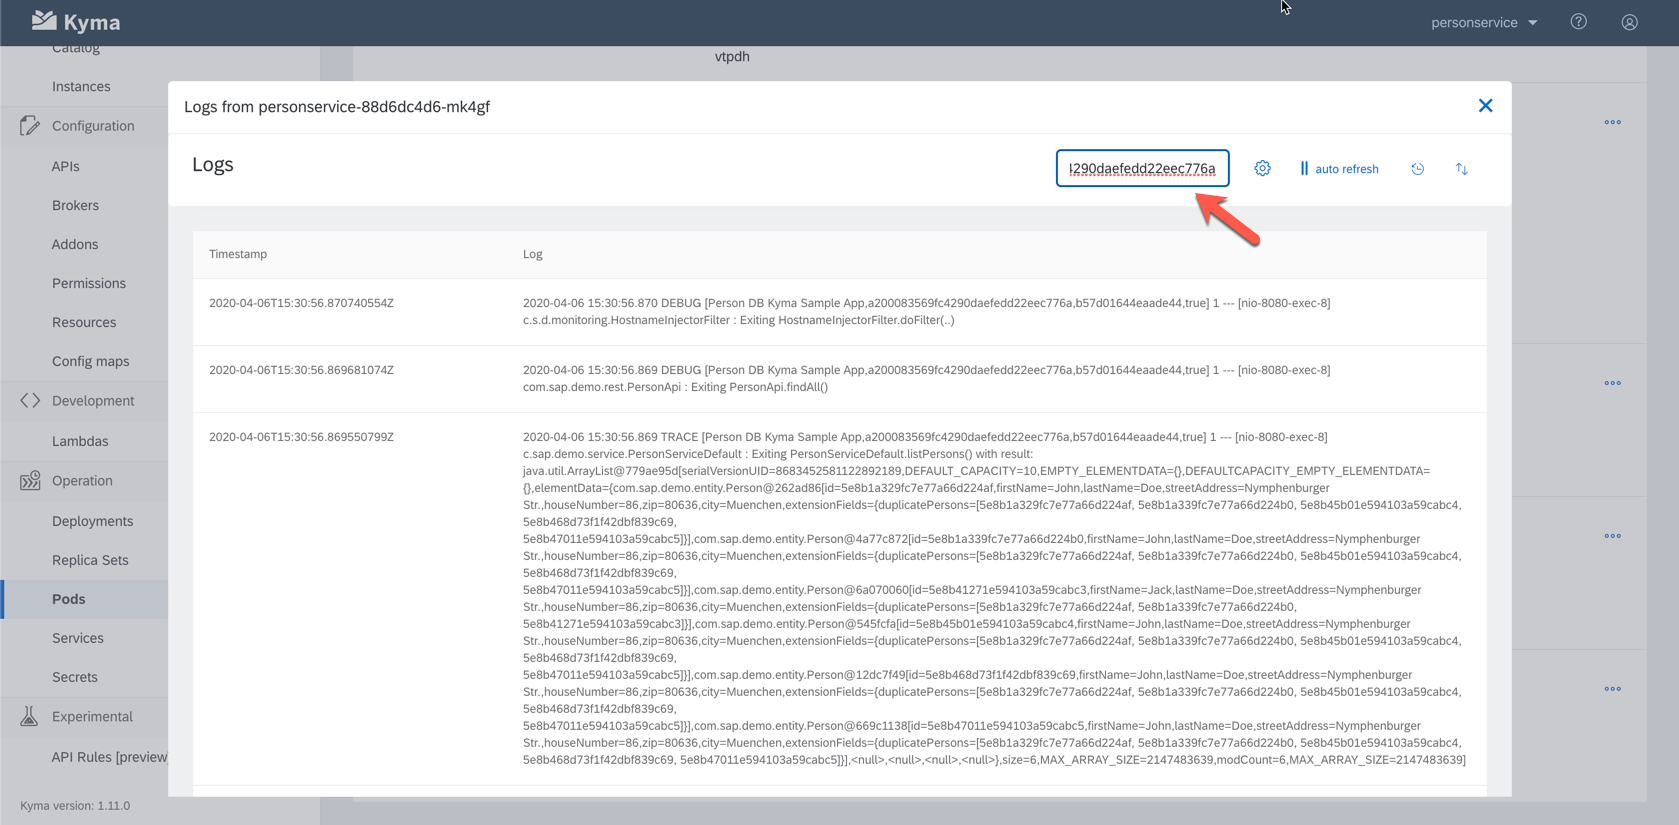 Kyma
personservice
Catalog
vtpdh
Instances
Configuration
APIs
Brokers
Addons
Permissions
Resources
Config maps
Development
Lambdas
Operation
Deployments
Replica Sets
Pods
Services
Secrets
Experimental
API Rules [preview
Kyma version: 1.11.0
Logs from personservice-88d6dc4d6-mk4gf
Logs
4290daefedd22eec776a
auto refresh
Timestamp Log
2020-04-06T15:30:56.870740554Z 2020-04-06 15:30:56.870 DEBUG [Person DB Kyma Sample App,a200083569fc4290daefedd22eec776a,b57d01644eaade44,true] 1 --- [nio-8080-exec-8]
c.s.d.monitoring.HostnameInjectorFilter : Exiting HostnameInjectorFilter.doFilter(..)
2020-04-06T15:30:56.869681074Z 2020-04-06 15:30:56.869 DEBUG [Person DB Kyma Sample App,a200083569fc4290daefedd22eec776a,b57d01644eaade44,true] 1 --- [nio-8080-exec-8]
com.sap.demo.rest.PersonApi : Exiting PersonApi.findAll()
2020-04-06T15:30:56.869550799Z 2020-04-06 15:30:56.869 TRACE [Person DB Kyma Sample App,a200083569fc4290daefedd22eec776a,b57d01644eaade44,true] 1 --- [nio-8080-exec-8]
c.sap.demo.service.PersonServiceDefault : Exiting PersonServiceDefault.listPersons() with result:
java.util.ArrayList@779ae95d[serialVersionUID=8683452581122892189,DEFAULT_CAPACITY=10,EMPTY_ELEMENTDATA={},DEFAULTCAPACITY_EMPTY_ELEMENTDATA=
{},elementData={com.sap.demo.entity.Person@262ad86[id=5e8b1a329fc7e77a66d224af,firstName=John,lastName=Doe,streetAddress=Nymphenburger
Str.,houseNumber=86,zip=80636,city=Muenchen,extensionFields={duplicatePersons=[5e8b1a329fc7e77a66d224af, 5e8b1a339fc7e77a66d224b0, 5e8b45b01e594103a59cabc4,
5e8b468d73f1f42dbf839c69,
5e8b47011e594103a59cabc5]}],com.sap.demo.entity.Person@4a77c872[id=5e8b1a339fc7e77a66d224b0,firstName=John,lastName=Doe,streetAddress=Nymphenburger
Str.,houseNumber=86,zip=80636,city=Muenchen,extensionFields={duplicatePersons=[5e8b1a329fc7e77a66d224af, 5e8b1a339fc7e77a66d224b0, 5e8b45b01e594103a59cabc4,
5e8b468d73f1f42dbf839c69,
5e8b47011e594103a59cabc5]}],com.sap.demo.entity.Person@6a070060[id=5e8b41271e594103a59cabc3,firstName=Jack,lastName=Doe,streetAddress=Nymphenburger
Str.,houseNumber=86,zip=80636,city=Muenchen,extensionFields={duplicatePersons=[5e8b1a329fc7e77a66d224af, 5e8b1a339fc7e77a66d224b0,
5e8b41271e594103a59cabc3]}],com.sap.demo.entity.Person@545fcfa[id=5e8b45b01e594103a59cabc4,firstName=John,lastName=Doe,streetAddress=Nymphenburger
Str.,houseNumber=86,zip=80636,city=Muenchen,extensionFields={duplicatePersons=[5e8b1a329fc7e77a66d224af, 5e8b1a339fc7e77a66d224b0, 5e8b45b01e594103a59cabc4,
5e8b468d73f1f42dbf839c69,
5e8b47011e594103a59cabc5]}],com.sap.demo.entity.Person@12dc7f49[id=5e8b468d73f1f42dbf839c69,firstName=John,lastName=Doe,streetAddress=Nymphenburger
Str.,houseNumber=86,zip=80636,city=Muenchen,extensionFields={duplicatePersons=[5e8b1a329fc7e77a66d224af, 5e8b1a339fc7e77a66d224b0, 5e8b45b01e594103a59cabc4,
5e8b468d73f1f42dbf839c69,
5e8b47011e594103a59cabc5]}],com.sap.demo.entity.Person@669c1138[id=5e8b47011e594103a59cabc5,firstName=John,lastName=Doe,streetAddress=Nymphenburger
Str.,houseNumber=86,zip=80636,city=Muenchen,extensionFields={duplicatePersons=[5e8b1a329fc7e77a66d224af, 5e8b1a339fc7e77a66d224b0, 5e8b45b01e594103a59cabc4,
5e8b468d73f1f42dbf839c69, 5e8b47011e594103a59cabc5]}],<null>,<null>,<null>,<null>},size=6,MAX_ARRAY_SIZE=2147483639,modCount=6,MAX_ARRAY_SIZE=2147483639]